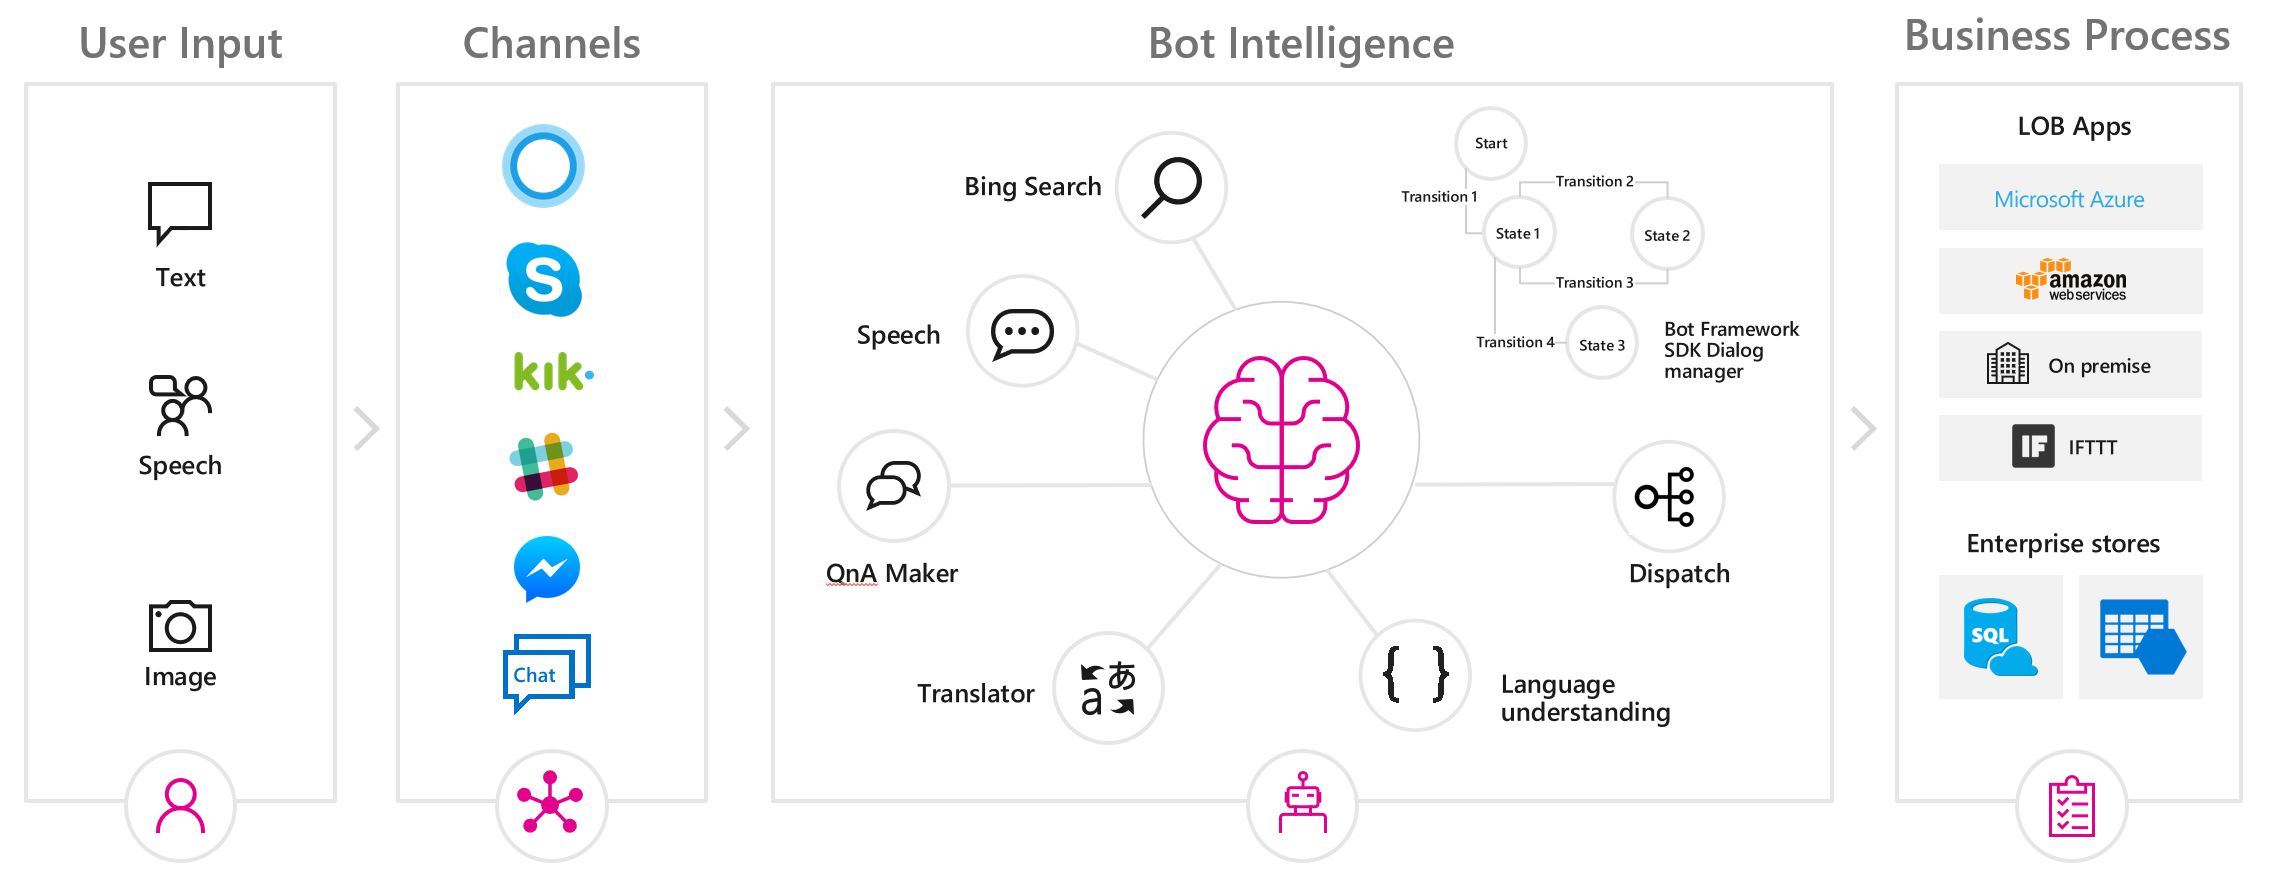 User Input
Text
Speech
Image
Channels
S
kik
Chat
Bot Intelligence
Bing Search
Speech
QnA Maker
Translator
あ
a
{ }
Language
understanding
Dispatch
Start
Transition 1
Transition 2
State 1
State 2
Transition 3
Transition 4
State 3
Bot Framework
SDK Dialog
manager
Business Process
LOB Apps
Microsoft Azure
amazon
webservices
On premise
IF IFTTT
Enterprise stores
SQL